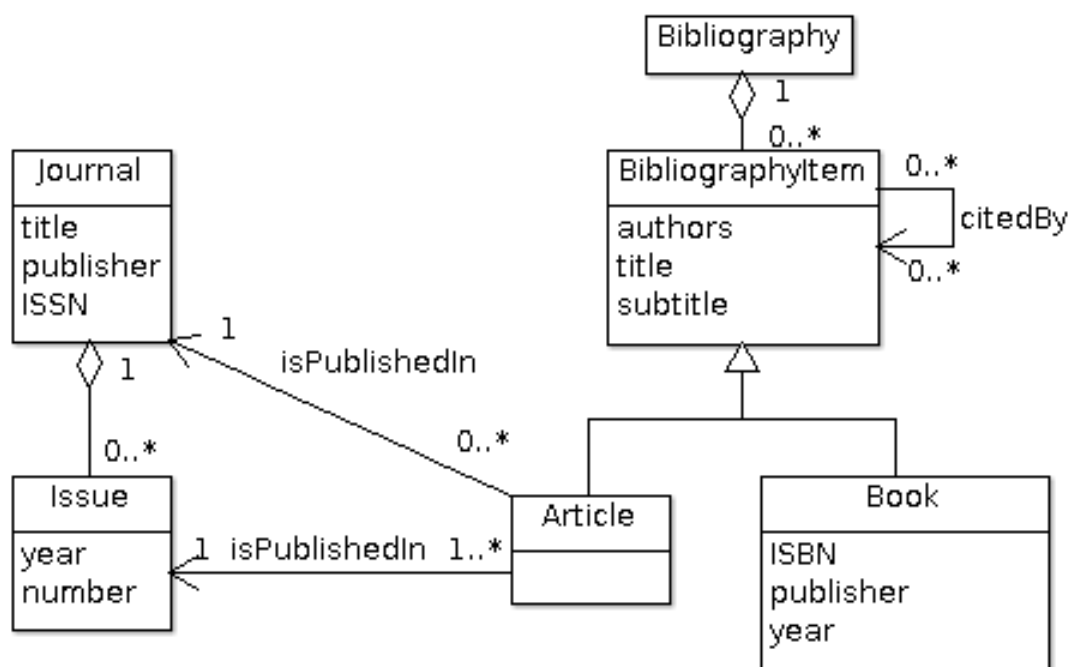 Bibliography
1
0..*
Journal
title
publisher
ISSN
BibliographyItem
authors
title
subtitle
0..*
citedBy
0..*
1
isPublishedIn
0..*
1
0..*
Issue
year
number
1 isPublishedIn 1..*
Article
Book
ISBN
publisher
year